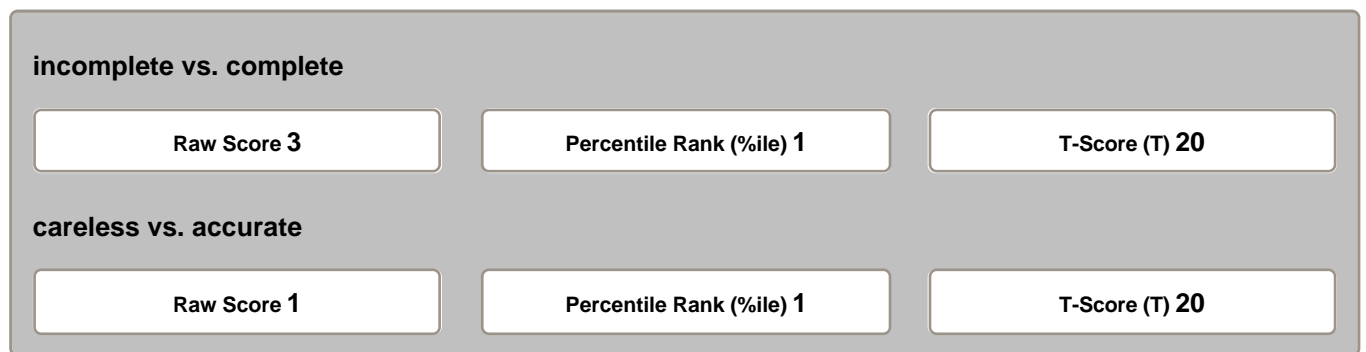 incomplete vs. complete
Raw Score 3 Percentile Rank (%ile) 1 T-Score (T) 20
careless vs. accurate
Raw Score 1 Percentile Rank (%ile) 1 T-Score (T) 20